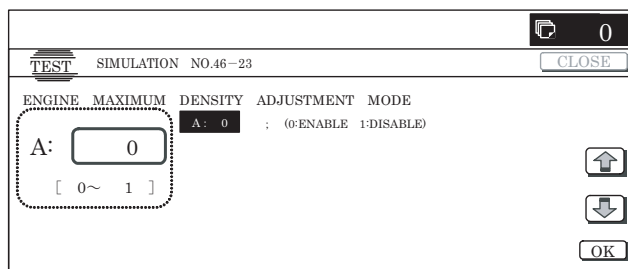 0
TEST SIMULATION NO.46-23 CLOSE
ENGINE MAXIMUM DENSITY ADJUSTMENT MODE
A: 0 ; (0:ENABLE 1:DISABLE)
A: 0
[ 0～ 1 ]
OK